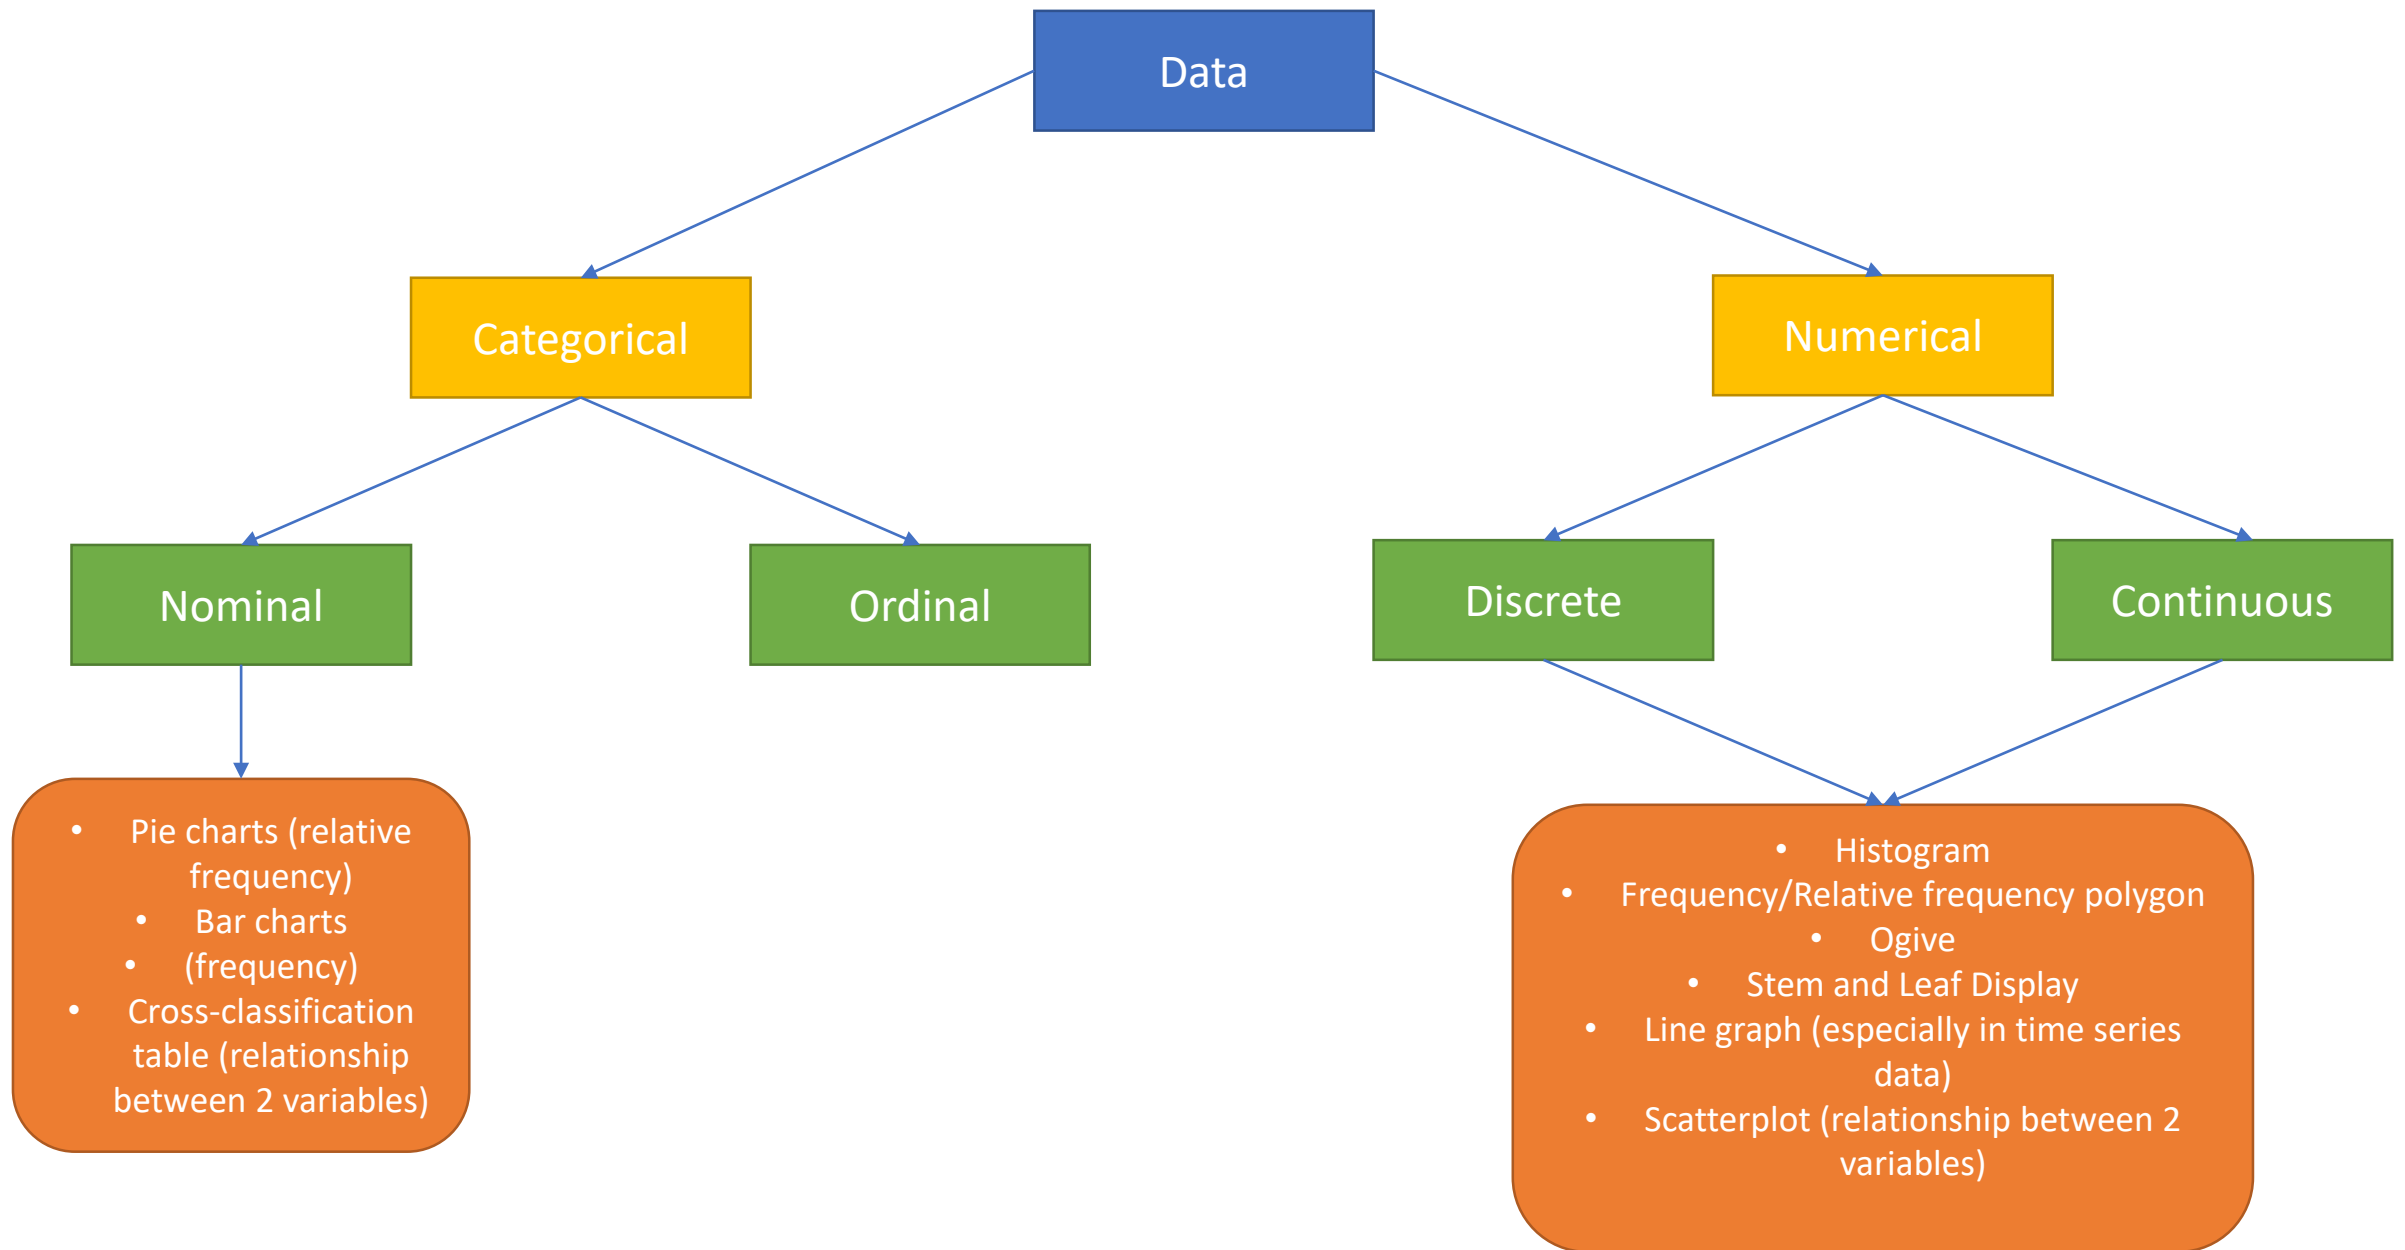 Data
Categorical
Numerical
Nominal
Ordinal
Discrete
Continuous
• Pie charts (relative
frequency)
• Bar charts
• (frequency)
• Cross-classification
table (relationship
between 2 variables)
• Histogram
• Frequency/Relative frequency polygon
• Ogive
• Stem and Leaf Display
• Line graph (especially in time series
data)
• Scatterplot (relationship between 2
variables)